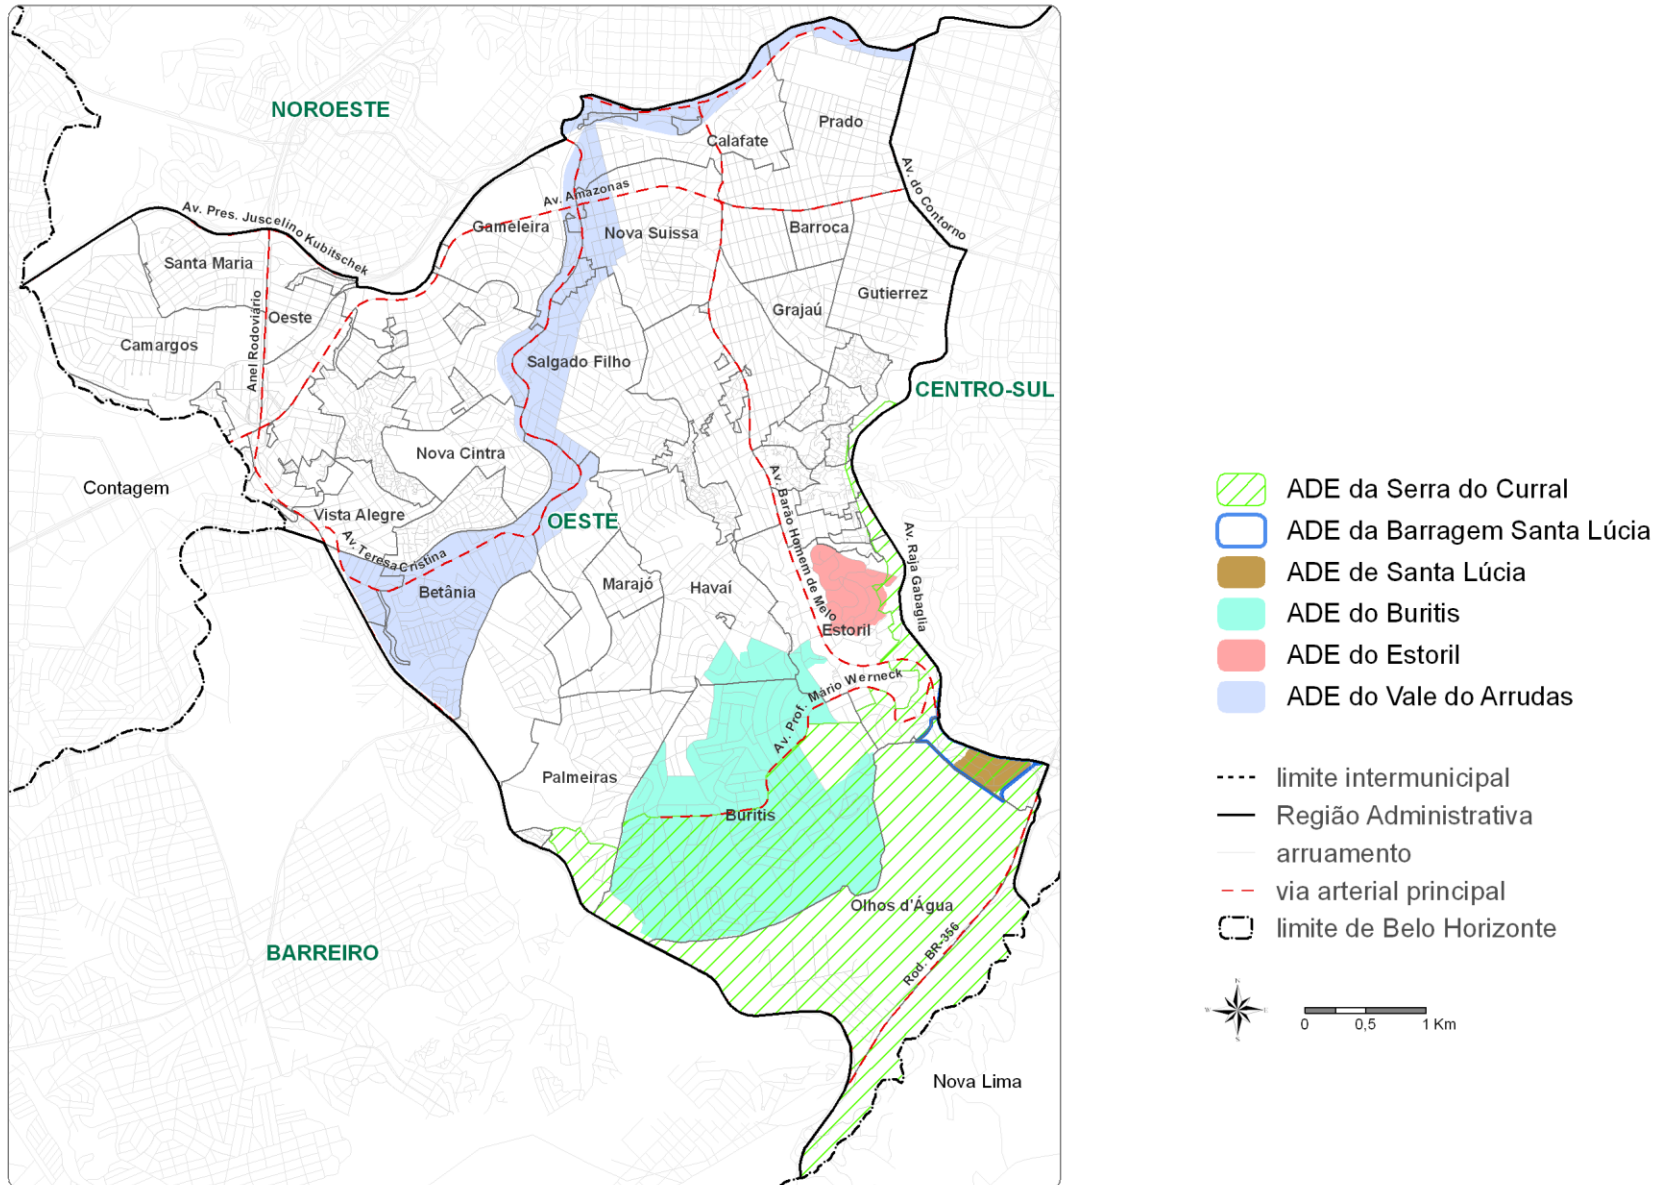 NOROESTE
Prado
Calafate
Av. do Contorno
Av. Amazonas
Av. Pres. Juscelino Kubitschek
Gameleira
Nova Suissa
Barroca
Santa Maria
Gutierrez
Grajaú
Oeste
Anel Rodoviário
Camargos
Salgado Filho
CENTRO-SUL
Nova Cintra
Contagem
Av. Barão Homem de Melo
Vista Alegre
OESTE
Av. Raja Gabaglia
Av. Teresa Cristina
Betânia
Marajó
Havaí
Estoril
Av. Prof. Mário Werneck
Palmeiras
Buritis
Olhos d'Água
Rod. BR-356
BARREIRO
Nova Lima
ADE da Serra do Curral
ADE da Barragem Santa Lúcia
ADE de Santa Lúcia
ADE do Buritis
ADE do Estoril
ADE do Vale do Arrudas
limite intermunicipal
Região Administrativa
arruamento
via arterial principal
limite de Belo Horizonte
N
W
E
S
0 0,5 1 Km